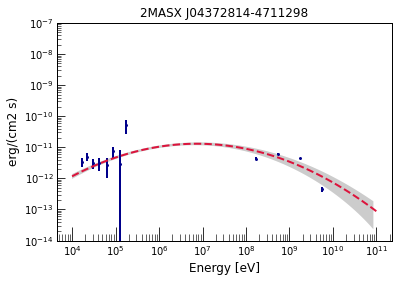 2MASX J04372814-4711298
erg/(cm2 s)
10⁻⁷
10⁻⁸
10⁻⁹
10⁻¹⁰
10⁻¹¹
10⁻¹²
10⁻¹³
10⁻¹⁴
10⁴ 10⁵ 10⁶ 10⁷ 10⁸ 10⁹ 10¹⁰ 10¹¹
Energy [eV]